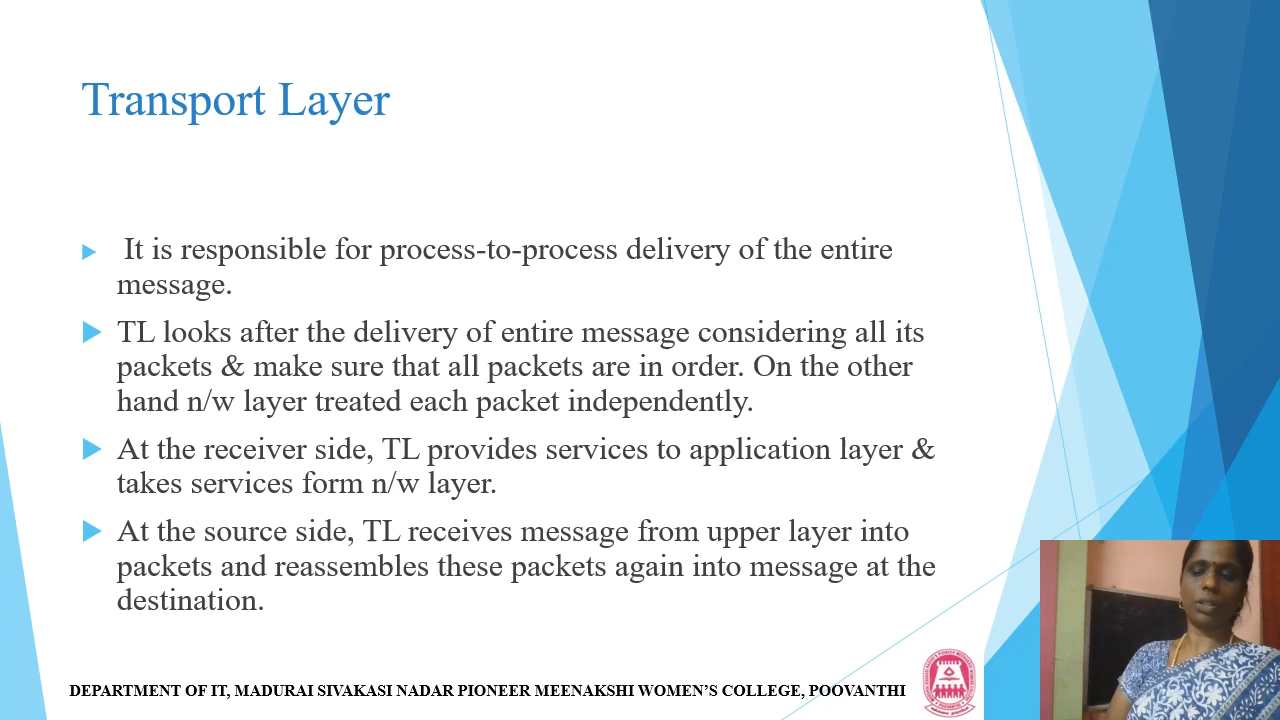 Transport Layer
It is responsible for process-to-process delivery of the entire
message.
TL looks after the delivery of entire message considering all its
packets & make sure that all packets are in order. On the other
hand n/w layer treated each packet independently.
At the receiver side, TL provides services to application layer &
takes services form n/w layer.
At the source side, TL receives message from upper layer into
packets and reassembles these packets again into message at the
destination.
DEPARTMENT OF IT, MADURAI SIVAKASI NADAR PIONEER MEENAKSHI WOMEN’S COLLEGE, POOVANTHI